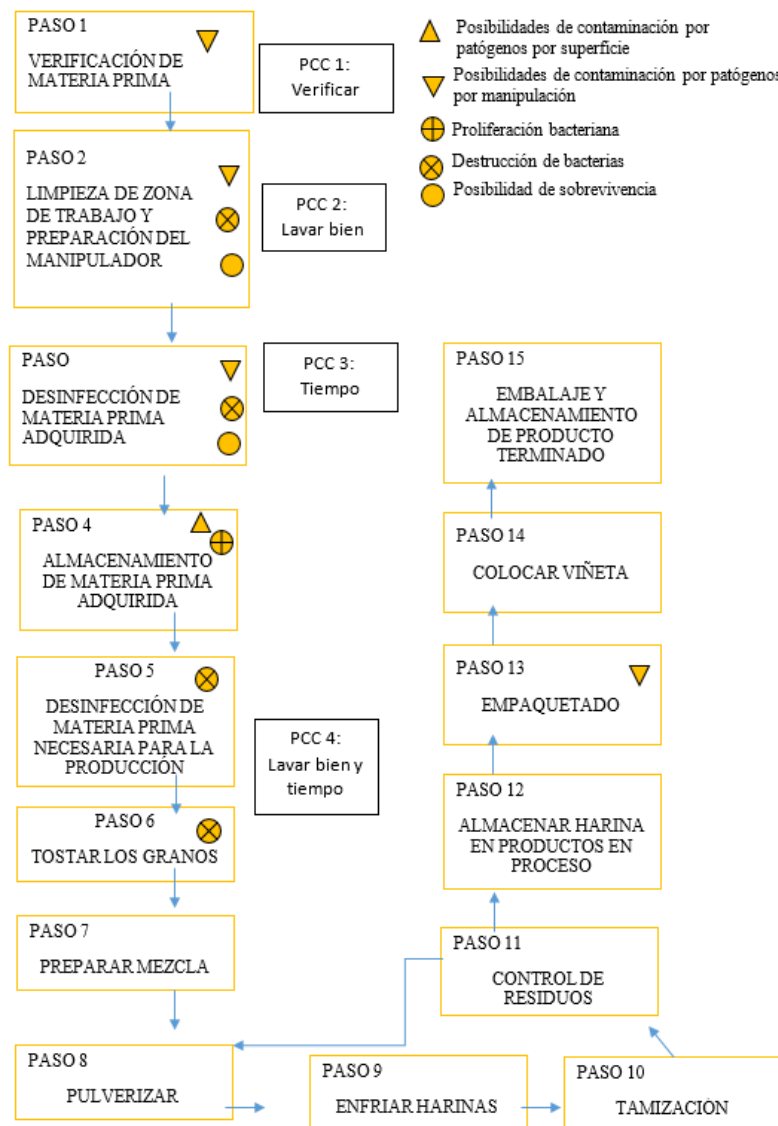 PASO 1
VERIFICACIÓN DE
MATERIA PRIMA
PCC 1:
Verificar
Posibilidades de contaminación por
patógenos por superficie
Posibilidades de contaminación por patógenos
por manipulación
Proliferación bacteriana
Destrucción de bacterias
Posibilidad de sobrevivencia
PASO 2
LIMPIEZA DE ZONA
DE TRABAJO Y
PREPARACIÓN DEL
MANIPULADOR
PCC 2:
Lavar bien
PASO
DESINFECCIÓN DE
MATERIA PRIMA
ADQUIRIDA
PCC 3:
Tiempo
PASO 4
ALMACENAMIENTO
DE MATERIA PRIMA
ADQUIRIDA
PASO 5
DESINFECCIÓN DE
MATERIA PRIMA
NECESARIA PARA LA
PRODUCCIÓN
PCC 4:
Lavar bien y
tiempo
PASO 6
TOSTAR LOS GRANOS
PASO 7
PREPARAR MEZCLA
PASO 8
PULVERIZAR
PASO 9
ENFRIAR HARINAS
PASO 10
TAMIZACIÓN
PASO 11
CONTROL DE
RESIDUOS
PASO 12
ALMACENAR HARINA
EN PRODUCTOS EN
PROCESO
PASO 13
EMPAQUETADO
PASO 14
COLOCAR VIÑETA
PASO 15
EMBALAJE Y
ALMACENAMIENTO
DE PRODUCTO
TERMINADO